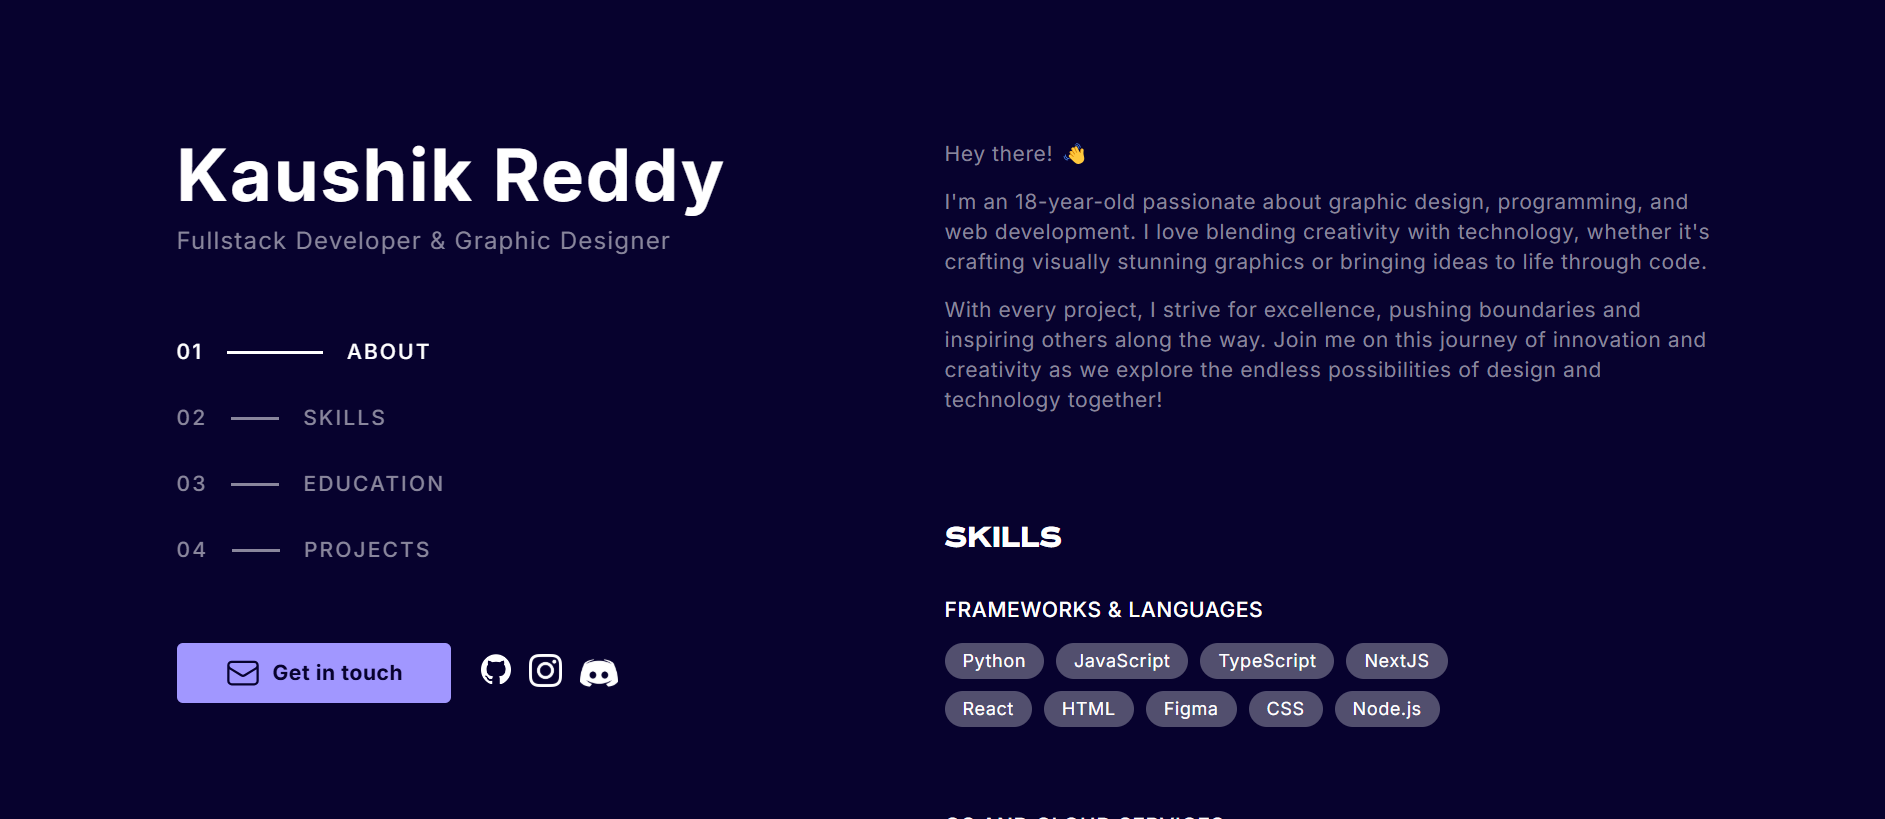 Kaushik Reddy
Fullstack Developer & Graphic Designer
01 ABOUT
02 SKILLS
03 EDUCATION
04 PROJECTS
Get in touch
Hey there! 👋
I'm an 18-year-old passionate about graphic design, programming, and
web development. I love blending creativity with technology, whether it's
crafting visually stunning graphics or bringing ideas to life through code.
With every project, I strive for excellence, pushing boundaries and
inspiring others along the way. Join me on this journey of innovation and
creativity as we explore the endless possibilities of design and
technology together!
SKILLS
FRAMEWORKS & LANGUAGES
Python JavaScript TypeScript NextJS
React HTML Figma CSS Node.js